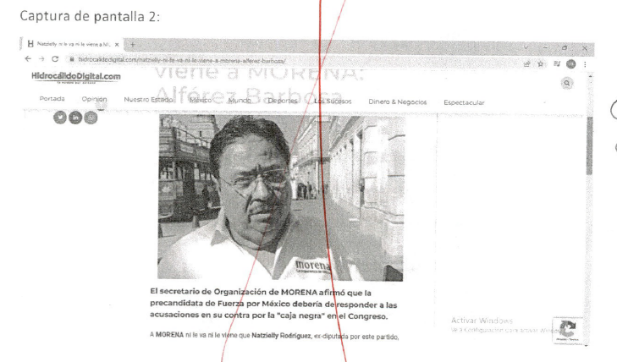 Captura de pantalla 2:
Natzielly: ni le va ni le viene a M
hidrocalidodigital.com/natzielly-ni-le-va-ni-le-viene-a-morena-alferez-barbosa/
HidrocálidoDigital.com
viene a MORENA:
Alférez Barbosa
Portada Opinión Nuestro Estado México Mundo Deportes Los Sucesos Dinero & Negocios Espectacular
in
morena
El secretario de Organización de MORENA afirmó que la
precandidata de Fuerza por México debería de responder a las
acusaciones en su contra por la "caja negra" en el Congreso.
A MORENA ni le va ni le viene que Natzielly Rodríguez, ex-diputada por este partido,
Activar Windows